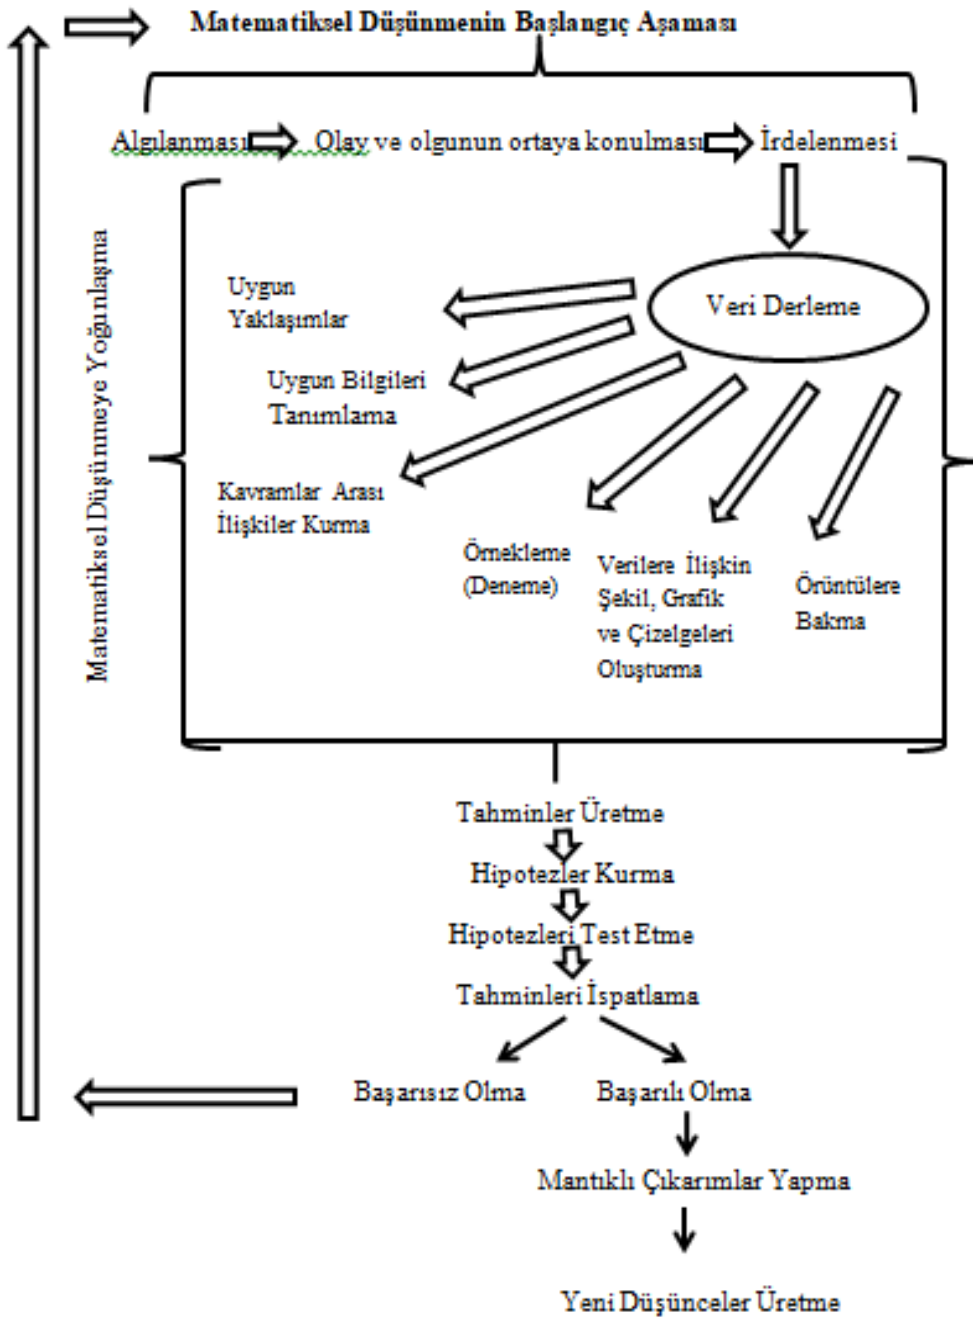 Matematiksel Düşünmenin Başlangıç Aşaması
Algılanması
Olay ve olgunun ortaya konulması
İrdelenmesi
Matematiksel Düşünmeye Yoğunlaşma
Veri Derleme
Uygun
Yaklaşımlar
Uygun Bilgileri
Tanımlama
Kavramlar Arası
İlişkiler Kurma
Örnekleme
(Deneme)
Verilere İlişkin
Şekil, Grafik
ve Çizelgeleri
Oluşturma
Örüntülere
Bakma
Tahminler Üretme
Hipotezler Kurma
Hipotezleri Test Etme
Tahminleri İspatlama
Başarısız Olma
Başarılı Olma
Mantıklı Çıkarımlar Yapma
Yeni Düşünceler Üretme